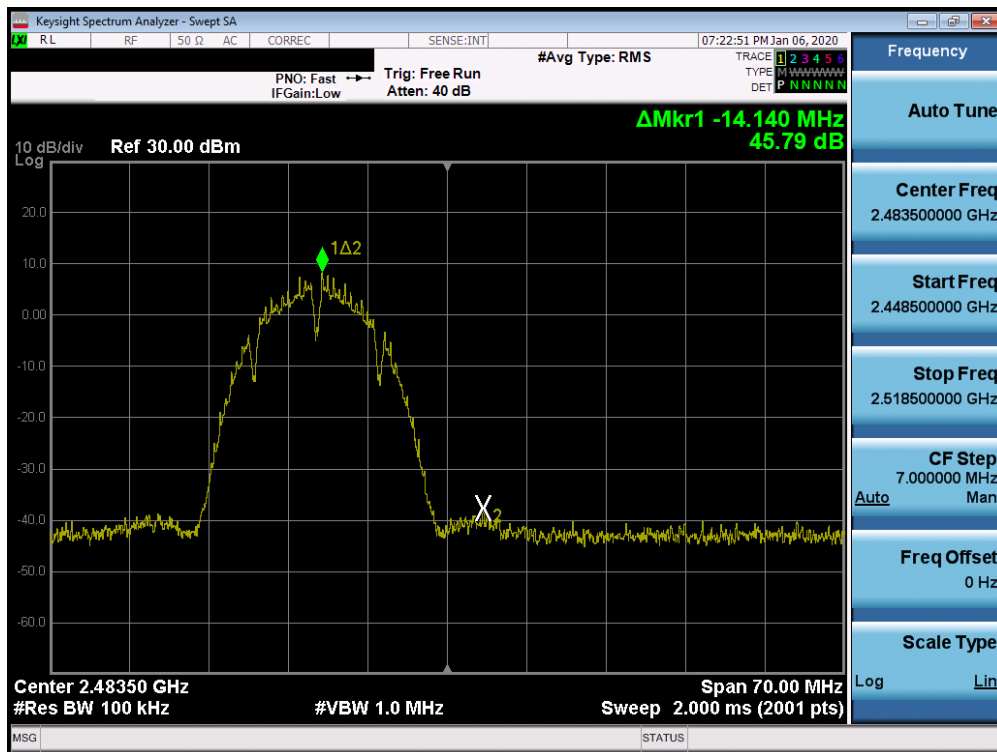 Keysight Spectrum Analyzer - Swept SA
LXI RL RF 50 Ω AC CORREC SENSE:INT 07:22:51 PM Jan 06, 2020
#Avg Type: RMS TRACE 1 2 3 4 5 6
PNO: Fast Trig: Free Run TYPE MWWWWW
IFGain:Low Atten: 40 dB DET P N N N N N
ΔMkr1 -14.140 MHz
10 dB/div Ref 30.00 dBm 45.79 dB
Log
20.0
1Δ2
10.0
0.00
-10.0
-20.0
-30.0
X2
-40.0
-50.0
-60.0
Center 2.48350 GHz Span 70.00 MHz
#Res BW 100 kHz #VBW 1.0 MHz Sweep 2.000 ms (2001 pts)
MSG STATUS
Frequency
Auto Tune
Center Freq
2.483500000 GHz
Start Freq
2.448500000 GHz
Stop Freq
2.518500000 GHz
CF Step
7.000000 MHz
Auto Man
Freq Offset
0 Hz
Scale Type
Log Lin